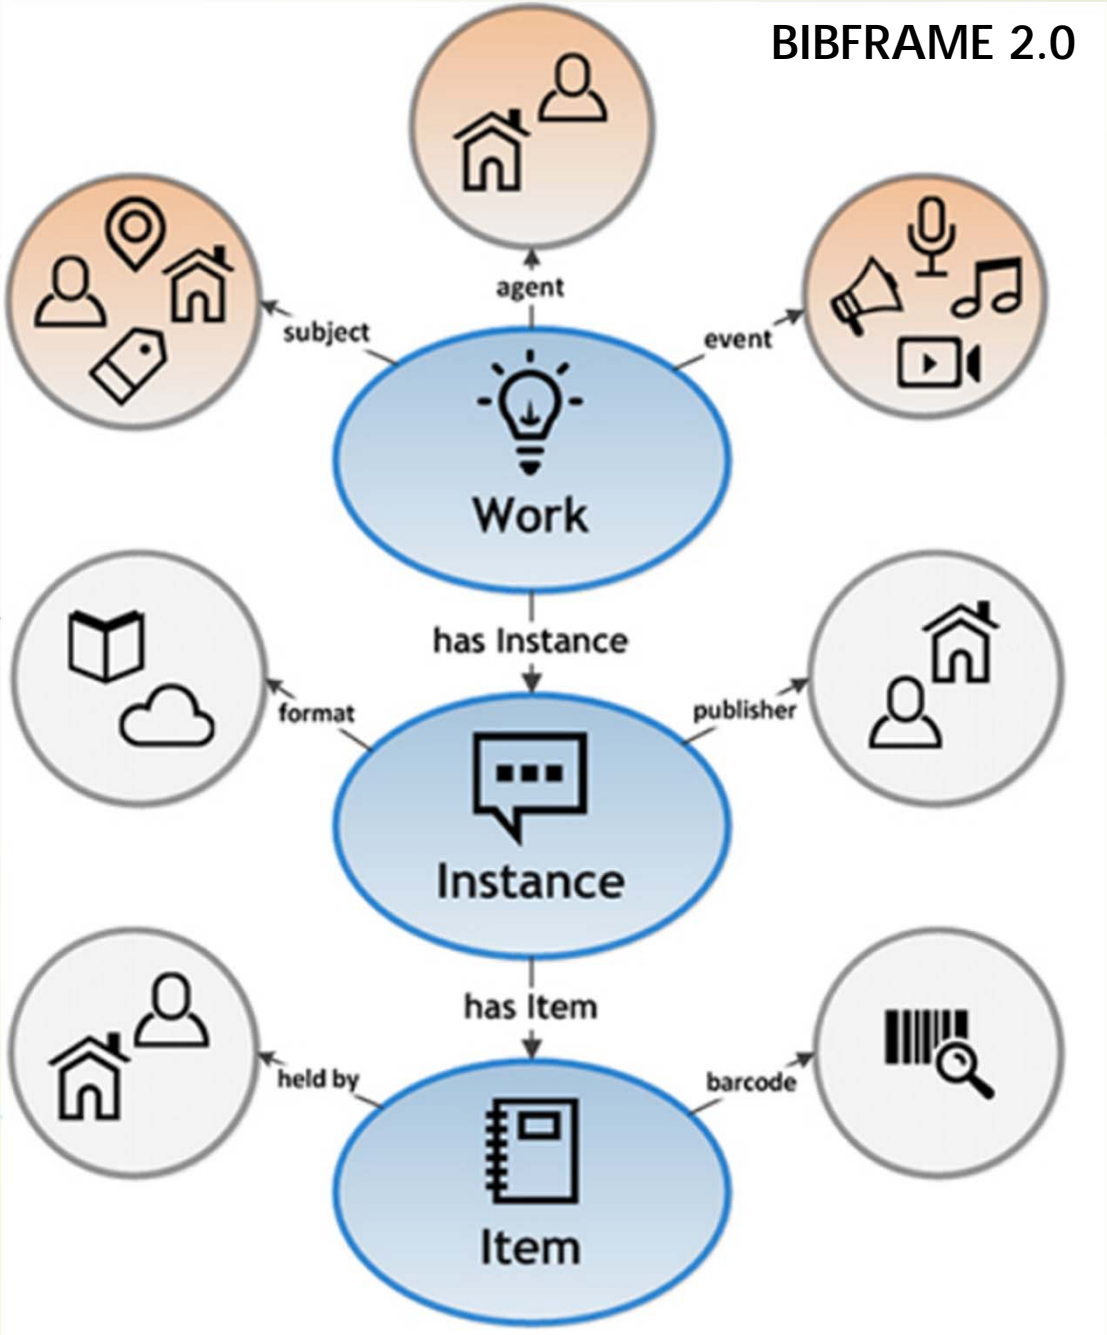 BIBFRAME 2.0
agent
subject
event
Work
has Instance
format
publisher
Instance
has Item
held by
barcode
Item